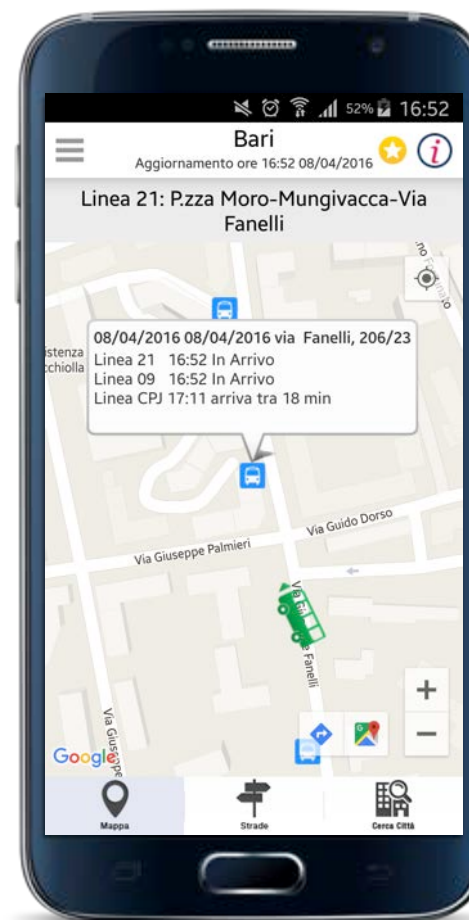 52% 16:52
Bari
Aggiornamento ore 16:52 08/04/2016
i
Linea 21: P.zza Moro-Mungivacca-Via
Fanelli
08/04/2016 08/04/2016 via Fanelli, 206/23
Linea 21 16:52 In Arrivo
Linea 09 16:52 In Arrivo
Linea CPJ 17:11 arriva tra 18 min
Via Guido Dorso
Via Giuseppe Palmieri
Fanelli
+
−
Google
Mappa
Strade
Cerca Città